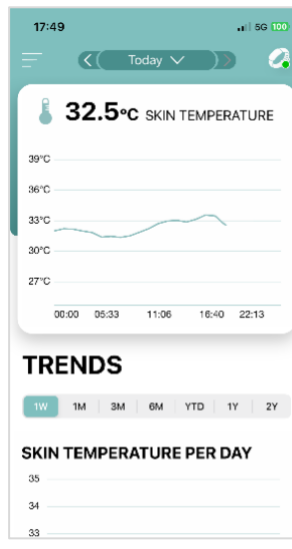 17:49 5G 100
Today
32.5°C SKIN TEMPERATURE
39°C
36°C
33°C
30°C
27°C
00:00 05:33 11:06 16:40 22:13
TRENDS
1W 1M 3M 6M YTD 1Y 2Y
SKIN TEMPERATURE PER DAY
35
34
33